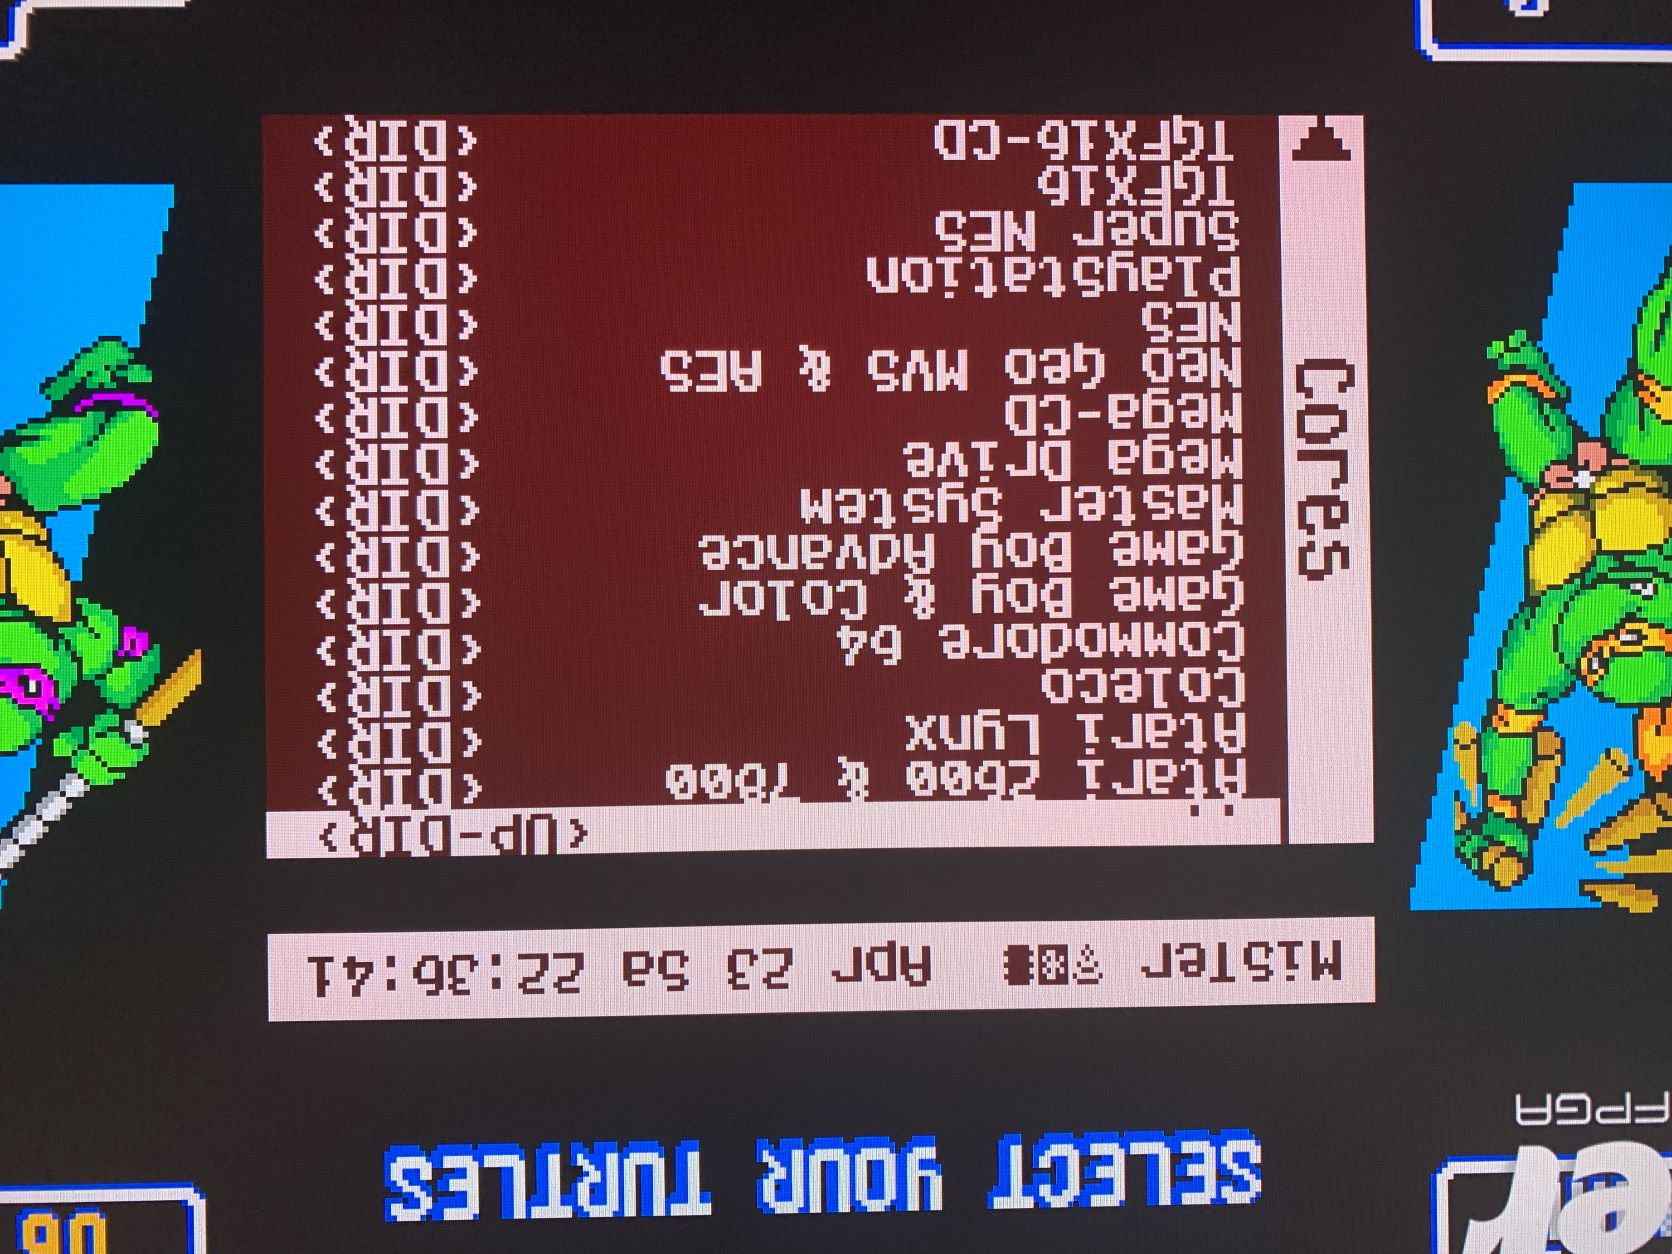 er
FPGA
SELECT YOUR TURTLES
06
MiSTer Apr 23 Sa 22:36:41
Cores
.. <UP-DIR>
Atari 2600 & 7800 <DIR>
Atari Lynx <DIR>
Coleco <DIR>
Commodore 64 <DIR>
Game Boy & Color <DIR>
Game Boy Advance <DIR>
Master System <DIR>
Mega Drive <DIR>
Mega-CD <DIR>
Neo Geo MVS & AES <DIR>
NES <DIR>
PlayStation <DIR>
Super NES <DIR>
TGFX16 <DIR>
TGFX16-CD <DIR>